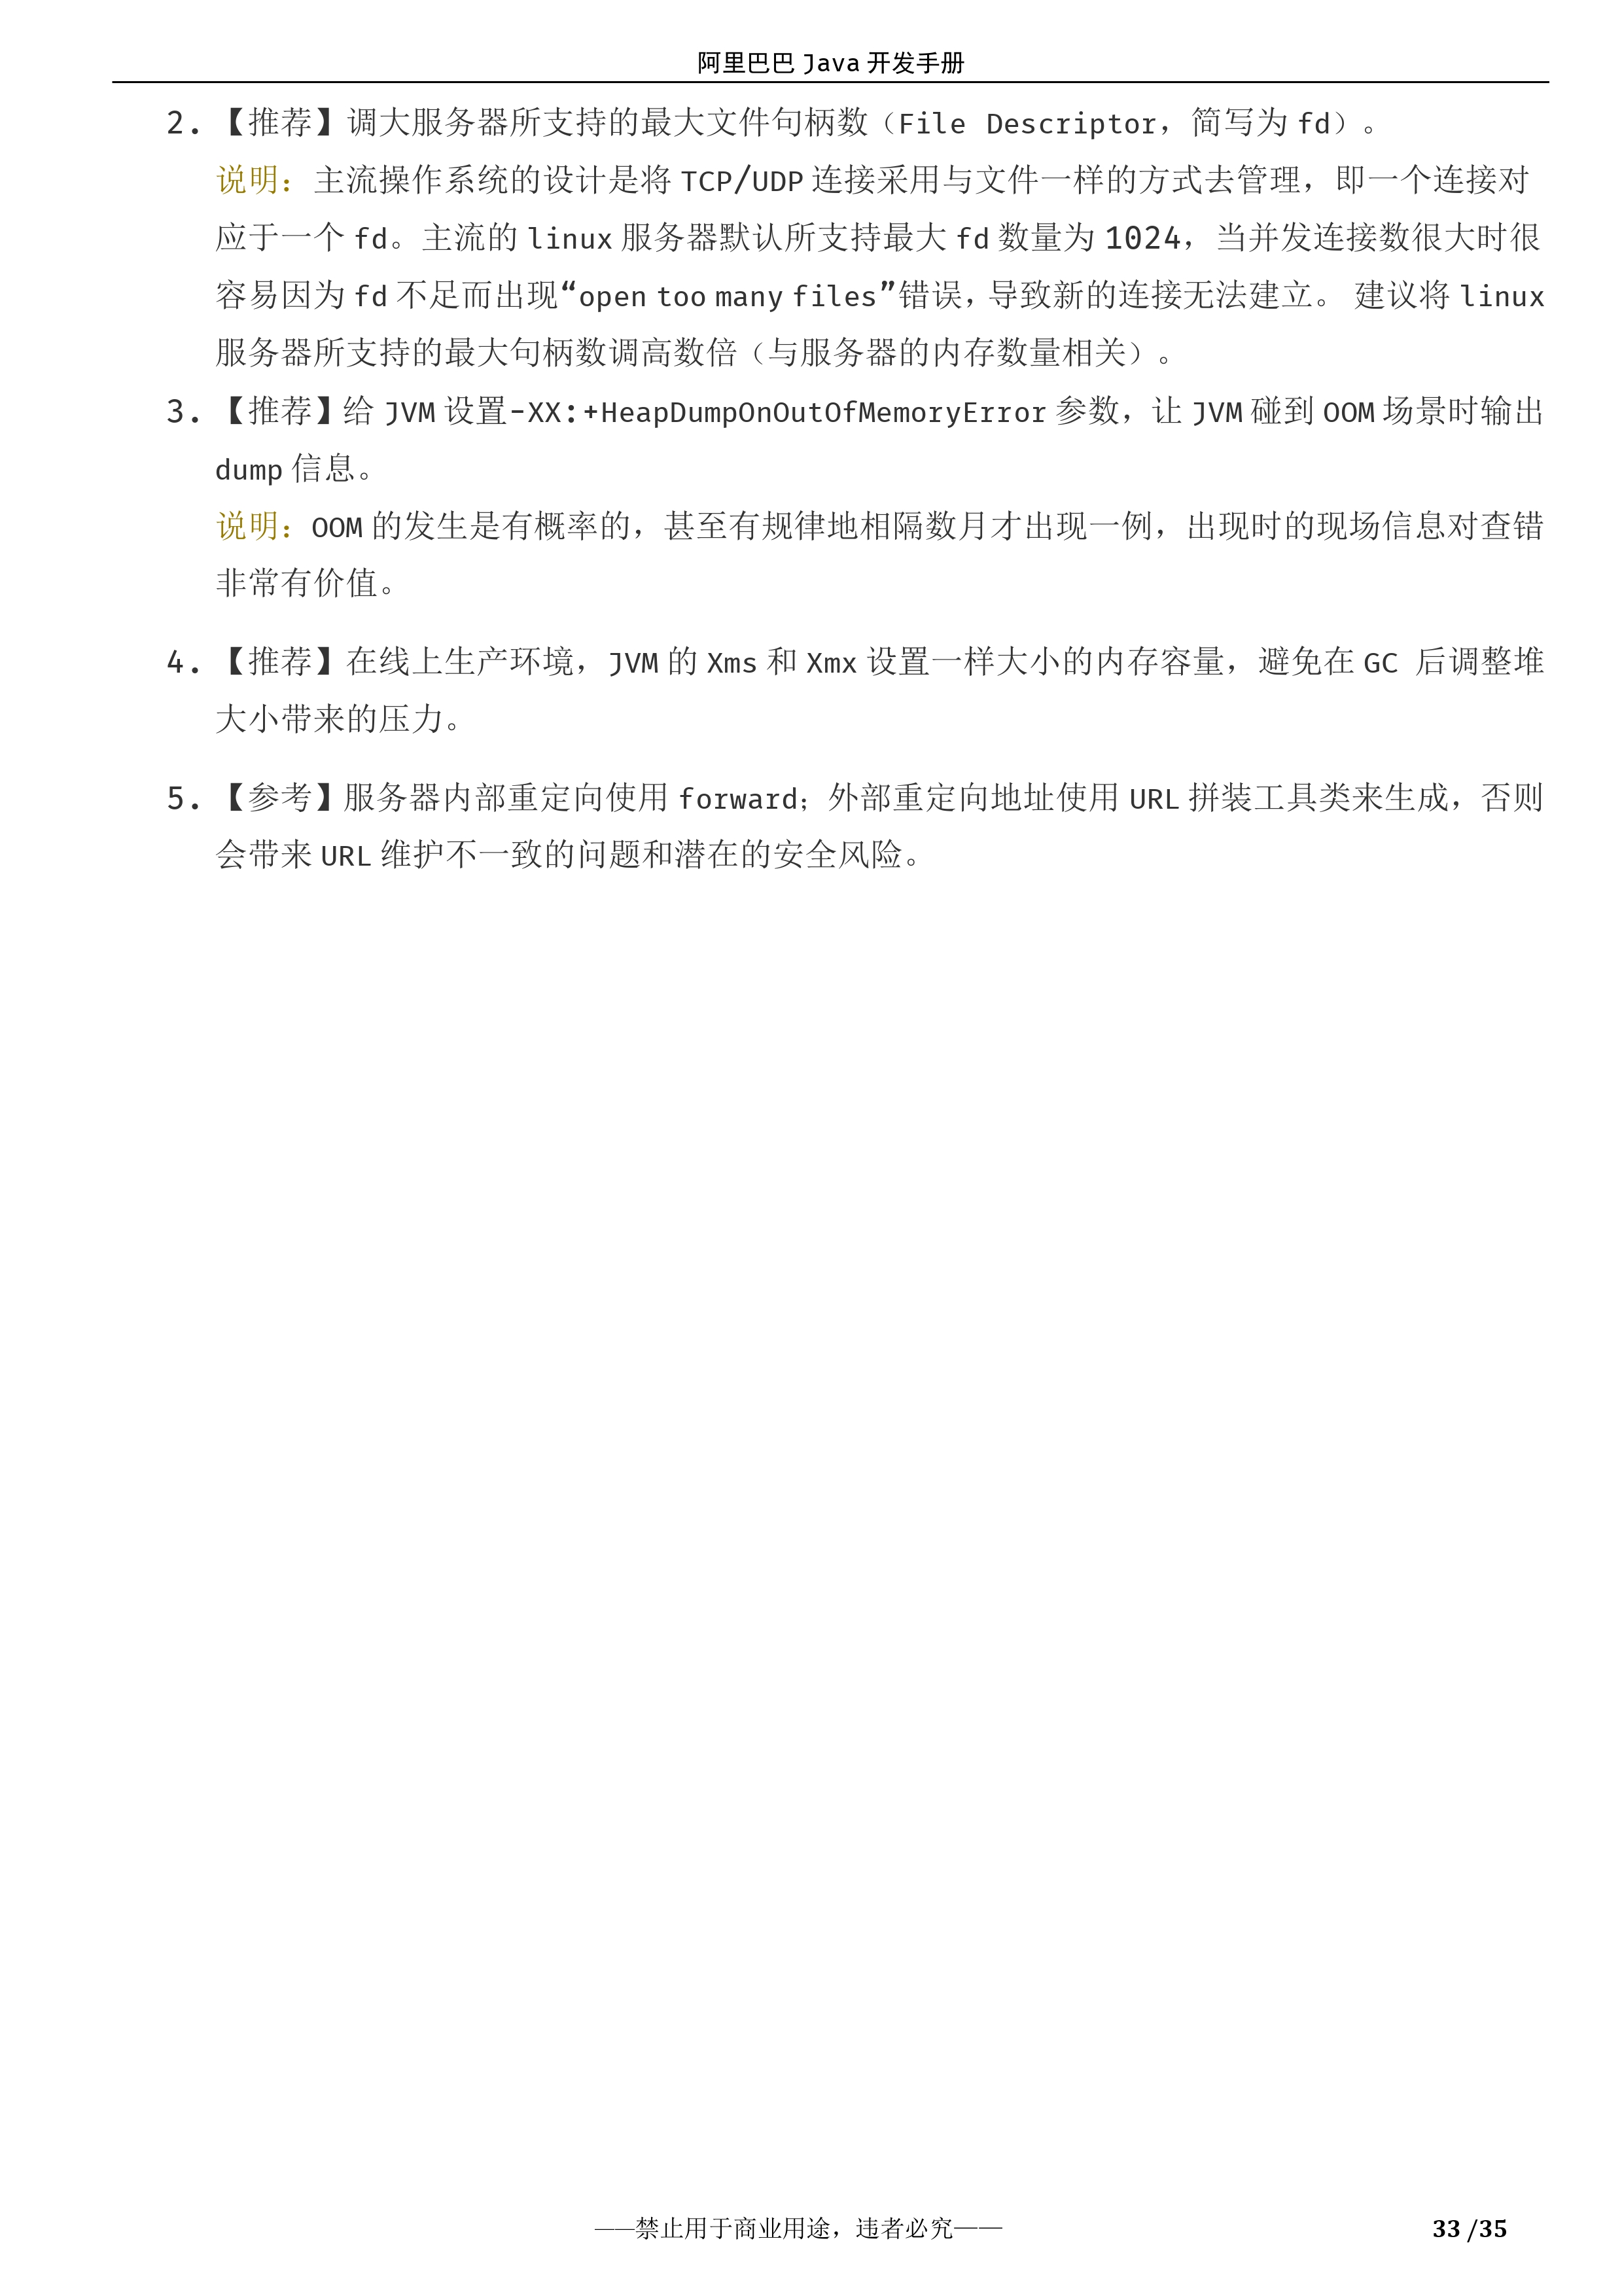 阿里巴巴 Java 开发手册
2. 【推荐】调大服务器所支持的最大文件句柄数（File Descriptor，简写为 fd）。
说明：主流操作系统的设计是将 TCP/UDP 连接采用与文件一样的方式去管理，即一个连接对
应于一个 fd。主流的 linux 服务器默认所支持最大 fd 数量为 1024，当并发连接数很大时很
容易因为 fd 不足而出现“open too many files”错误，导致新的连接无法建立。 建议将 linux
服务器所支持的最大句柄数调高数倍（与服务器的内存数量相关）。
3. 【推荐】给 JVM 设置-XX:+HeapDumpOnOutOfMemoryError 参数，让 JVM 碰到 OOM 场景时输出
dump 信息。
说明：OOM 的发生是有概率的，甚至有规律地相隔数月才出现一例，出现时的现场信息对查错
非常有价值。
4. 【推荐】在线上生产环境，JVM 的 Xms 和 Xmx 设置一样大小的内存容量，避免在 GC 后调整堆
大小带来的压力。
5. 【参考】服务器内部重定向使用 forward；外部重定向地址使用 URL 拼装工具类来生成，否则
会带来 URL 维护不一致的问题和潜在的安全风险。
——禁止用于商业用途，违者必究——
33 /35